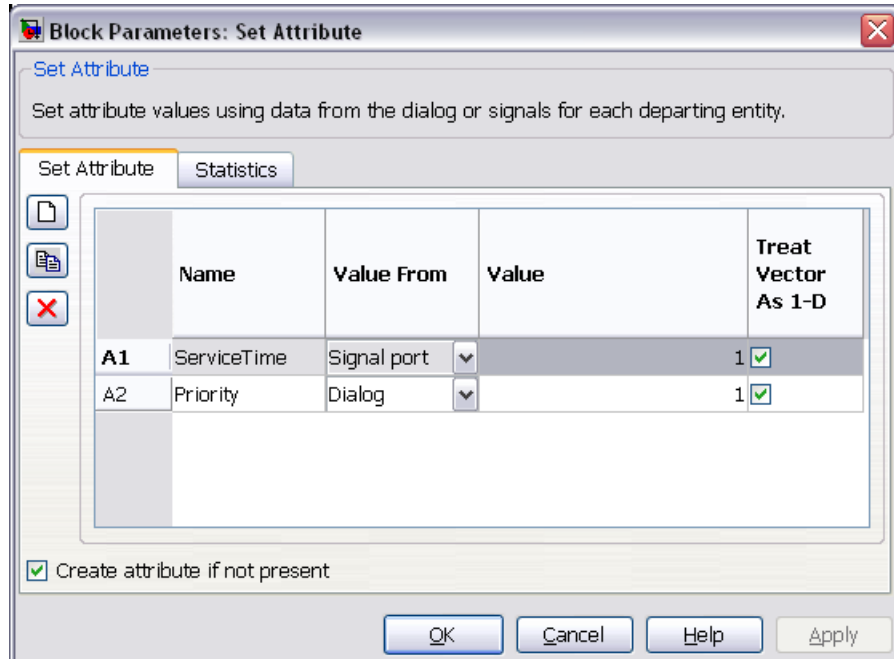 Block Parameters: Set Attribute
Set Attribute
Set attribute values using data from the dialog or signals for each departing entity.
Set Attribute Statistics
Name Value From Value Treat Vector As 1-D
A1 ServiceTime Signal port 1
A2 Priority Dialog 1
Create attribute if not present
OK Cancel Help Apply